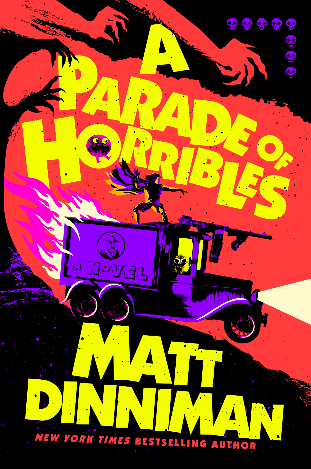 A
PARADE OF
HORRIBLES
A NOVEL
MATT
DINNIMAN
NEW YORK TIMES BESTSELLING AUTHOR